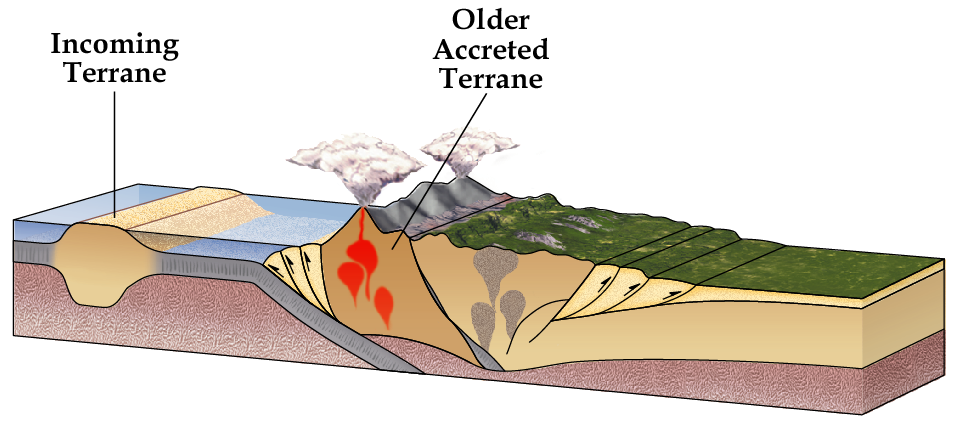 Incoming
Terrane
Older
Accreted
Terrane